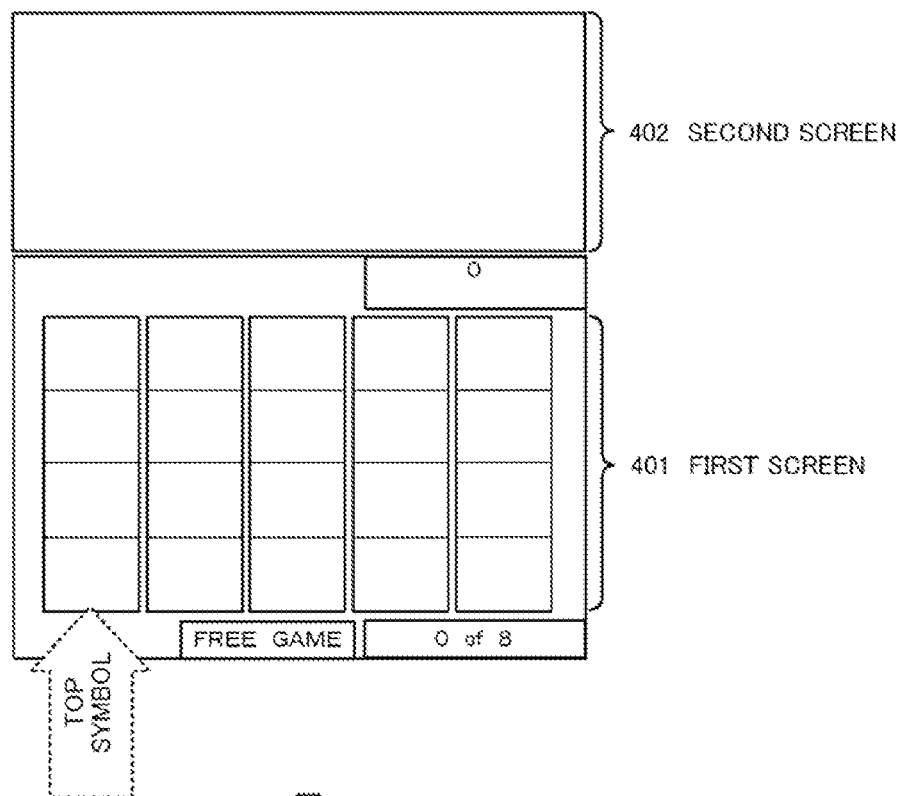 402 SECOND SCREEN
0
401 FIRST SCREEN
FREE GAME
0 of 8
TOP
SYMBOL